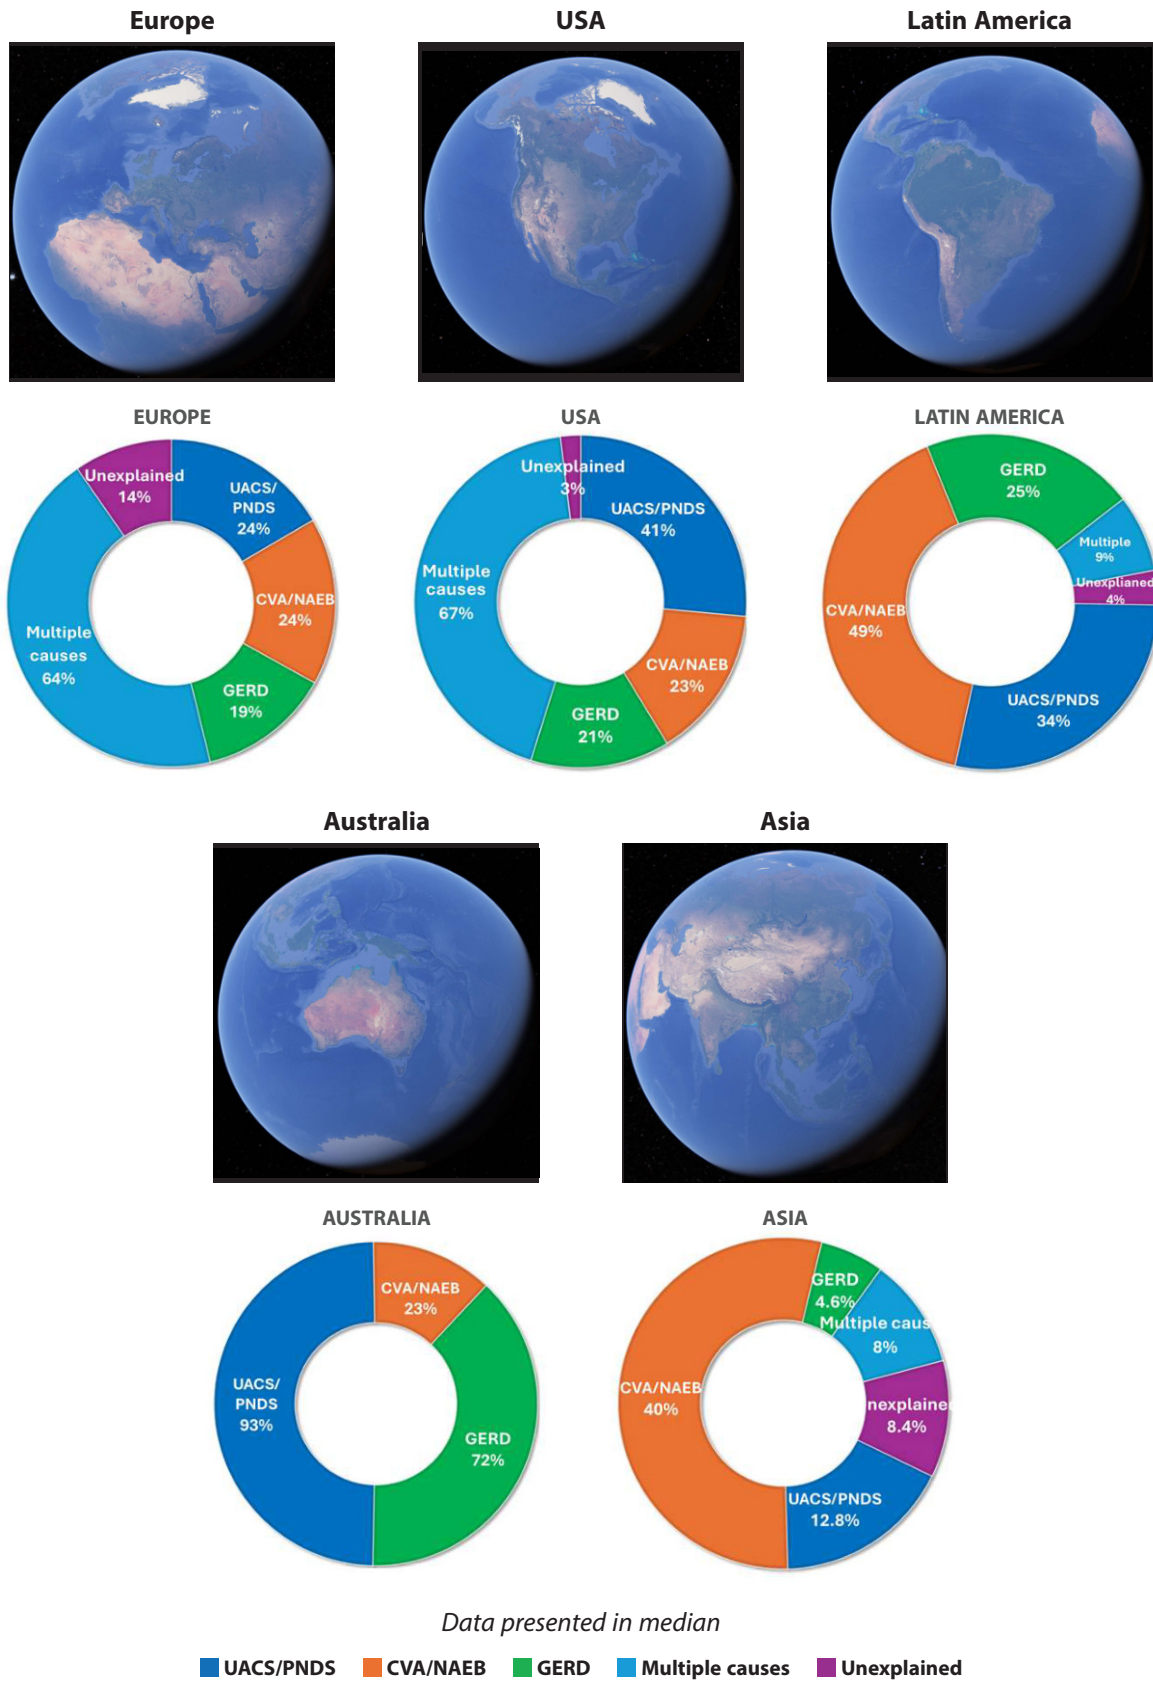 Europe
USA
Latin America
EUROPE
Unexplained
14%
UACS/
PNDS
24%
CVA/NAEB
24%
GERD
19%
Multiple
causes
64%
USA
Unexplained
3%
UACS/PNDS
41%
CVA/NAEB
23%
GERD
21%
Multiple
causes
67%
LATIN AMERICA
GERD
25%
Multiple
9%
Unexplianed
4%
UACS/PNDS
34%
CVA/NAEB
49%
Australia
Asia
AUSTRALIA
CVA/NAEB
23%
GERD
72%
UACS/
PNDS
93%
ASIA
GERD
4.6%
Multiple caus
8%
nexplaine
8.4%
UACS/PNDS
12.8%
CVA/NAEB
40%
Data presented in median
UACS/PNDS CVA/NAEB GERD Multiple causes Unexplained